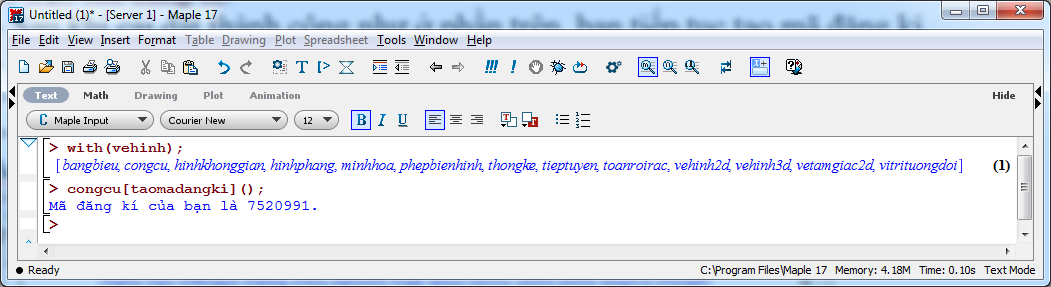 Untitled (1)* - [Server 1] - Maple 17
File Edit View Insert Format Table Drawing Plot Spreadsheet Tools Window Help
Text Math Drawing Plot Animation Hide
C Maple Input Courier New 12 B I U
> with(vehinh);
[bangbieu, congcu, hinhkhonggian, hinhphang, minhhoa, phepbienhinh, thongke, tieptuyen, toanroirac, vehinh2d, vehinh3d, vetamgiac2d, vitrituongdoi] (1)
> congcu[taomadangki]();
Mã đăng kí của bạn là 7520991.
>
Ready C:\Program Files\Maple 17 Memory: 4.18M Time: 0.10s Text Mode